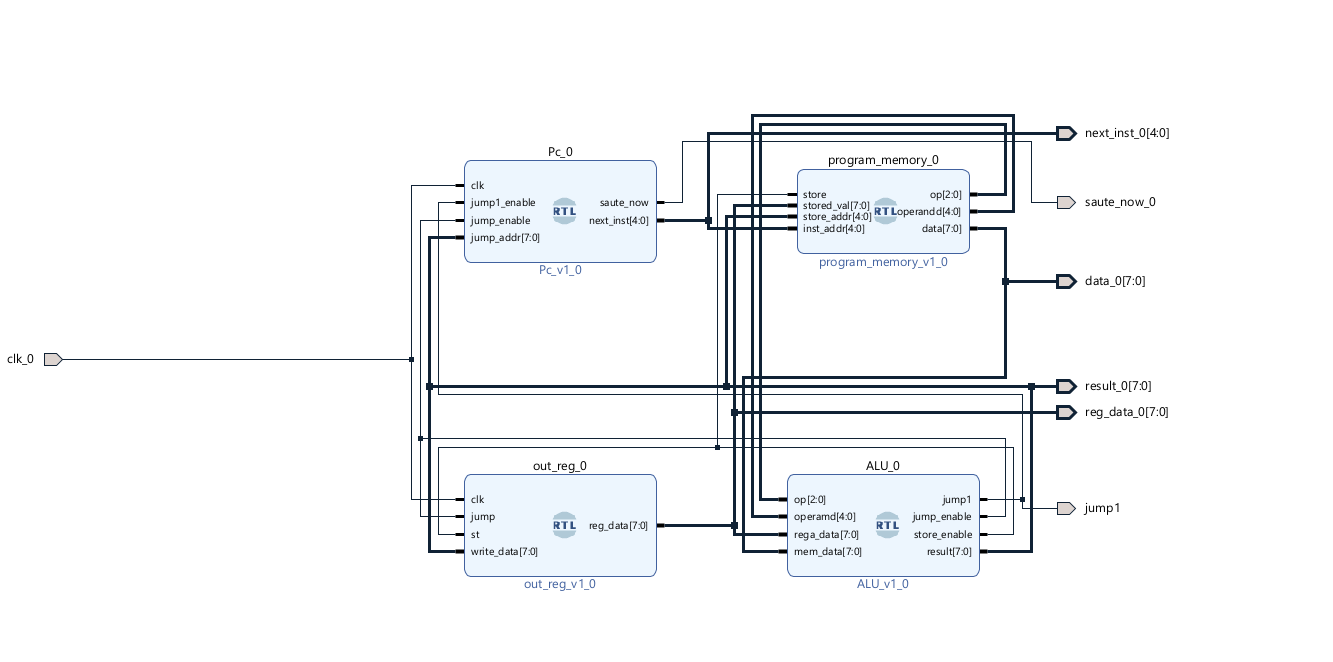 clk_0
Pc_0
clk
jump1_enable
jump_enable
jump_addr[7:0]
RTL
saute_now
next_inst[4:0]
Pc_v1_0
program_memory_0
store
stored_val[7:0]
store_addr[4:0]
inst_addr[4:0]
RTL
op[2:0]
operandd[4:0]
data[7:0]
program_memory_v1_0
next_inst_0[4:0]
saute_now_0
data_0[7:0]
result_0[7:0]
reg_data_0[7:0]
out_reg_0
clk
jump
st
write_data[7:0]
RTL
reg_data[7:0]
out_reg_v1_0
ALU_0
op[2:0]
operamd[4:0]
rega_data[7:0]
mem_data[7:0]
RTL
jump1
jump_enable
store_enable
result[7:0]
ALU_v1_0
jump1